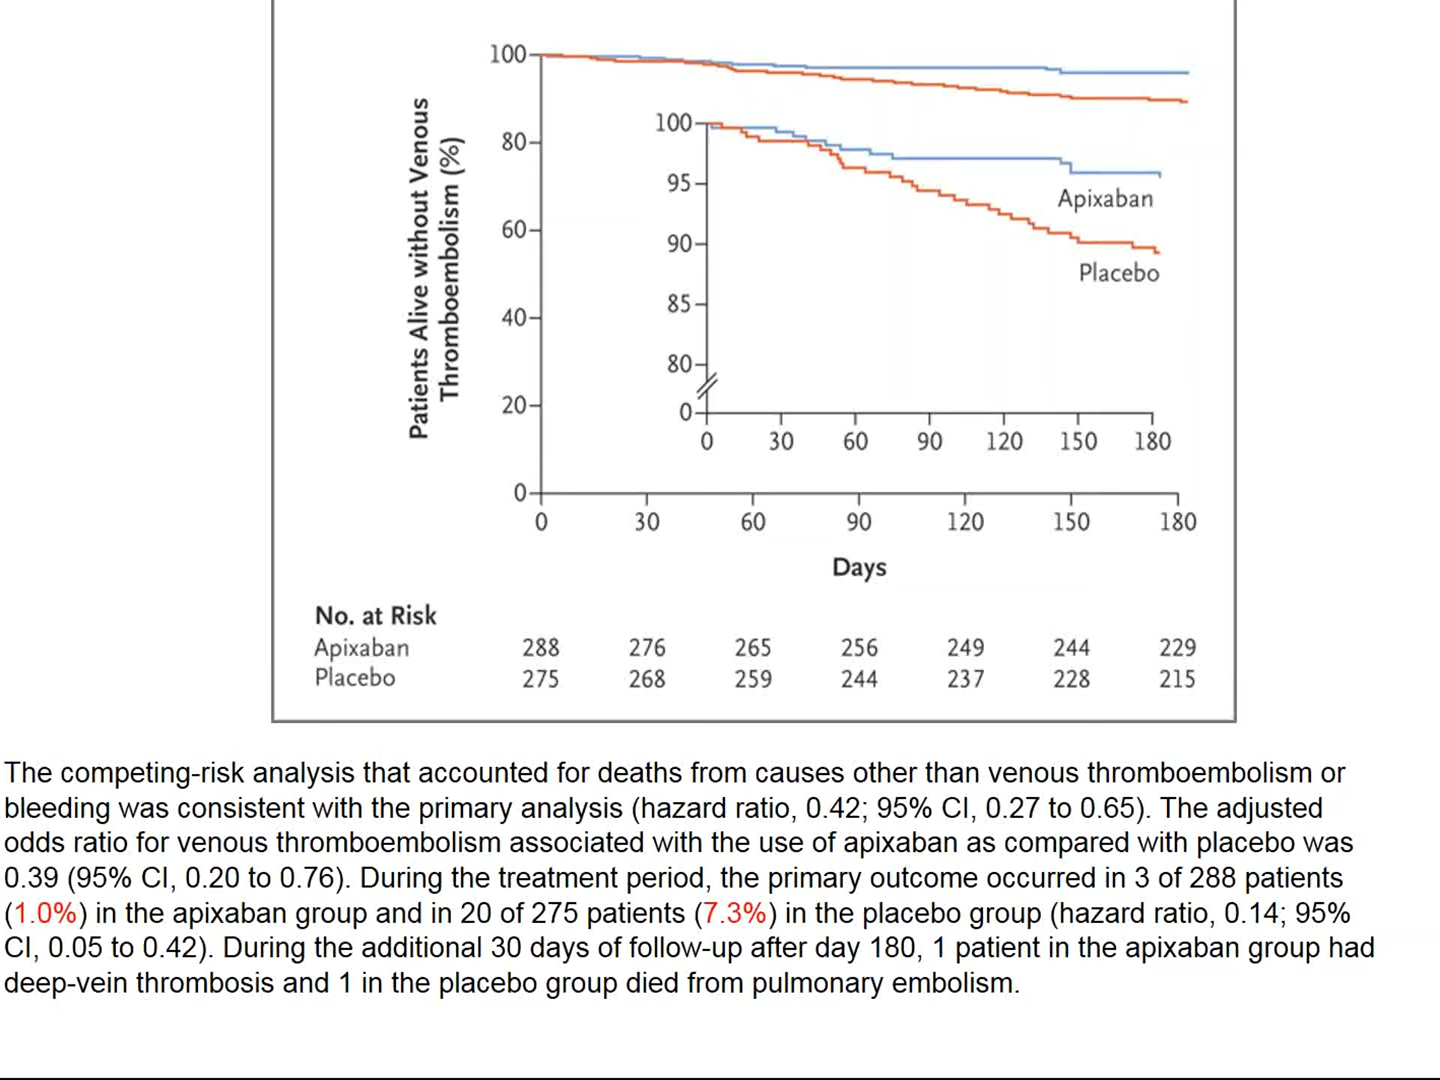 Patients Alive without Venous
Thromboembolism (%)
100
80
60
40
20
0
100
95
90
85
80
0
Apixaban
Placebo
0 30 60 90 120 150 180
0 30 60 90 120 150 180
Days
No. at Risk
Apixaban 288 276 265 256 249 244 229
Placebo 275 268 259 244 237 228 215
The competing-risk analysis that accounted for deaths from causes other than venous thromboembolism or
bleeding was consistent with the primary analysis (hazard ratio, 0.42; 95% CI, 0.27 to 0.65). The adjusted
odds ratio for venous thromboembolism associated with the use of apixaban as compared with placebo was
0.39 (95% CI, 0.20 to 0.76). During the treatment period, the primary outcome occurred in 3 of 288 patients
(1.0%) in the apixaban group and in 20 of 275 patients (7.3%) in the placebo group (hazard ratio, 0.14; 95%
CI, 0.05 to 0.42). During the additional 30 days of follow-up after day 180, 1 patient in the apixaban group had
deep-vein thrombosis and 1 in the placebo group died from pulmonary embolism.